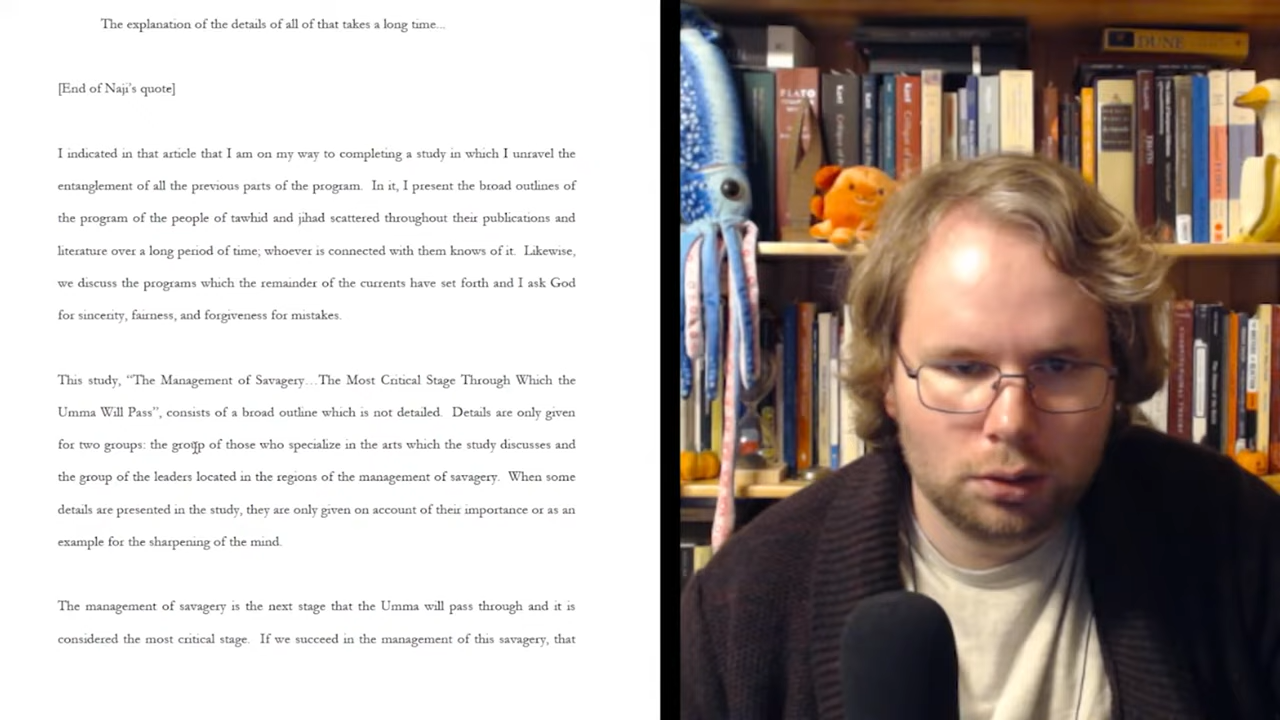 The explanation of the details of all of that takes a long time...
[End of Naji's quote]
I indicated in that article that I am on my way to completing a study in which I unravel the
entanglement of all the previous parts of the program. In it, I present the broad outlines of
the program of the people of tawhid and jihad scattered throughout their publications and
literature over a long period of time; whoever is connected with them knows of it. Likewise,
we discuss the programs which the remainder of the currents have set forth and I ask God
for sincerity, fairness, and forgiveness for mistakes.
This study, “The Management of Savagery…The Most Critical Stage Through Which the
Umma Will Pass”, consists of a broad outline which is not detailed. Details are only given
for two groups: the group of those who specialize in the arts which the study discusses and
the group of the leaders located in the regions of the management of savagery. When some
details are presented in the study, they are only given on account of their importance or as an
example for the sharpening of the mind.
The management of savagery is the next stage that the Umma will pass through and it is
considered the most critical stage. If we succeed in the management of this savagery, that
DUNE
PLATO
Kant
Kant